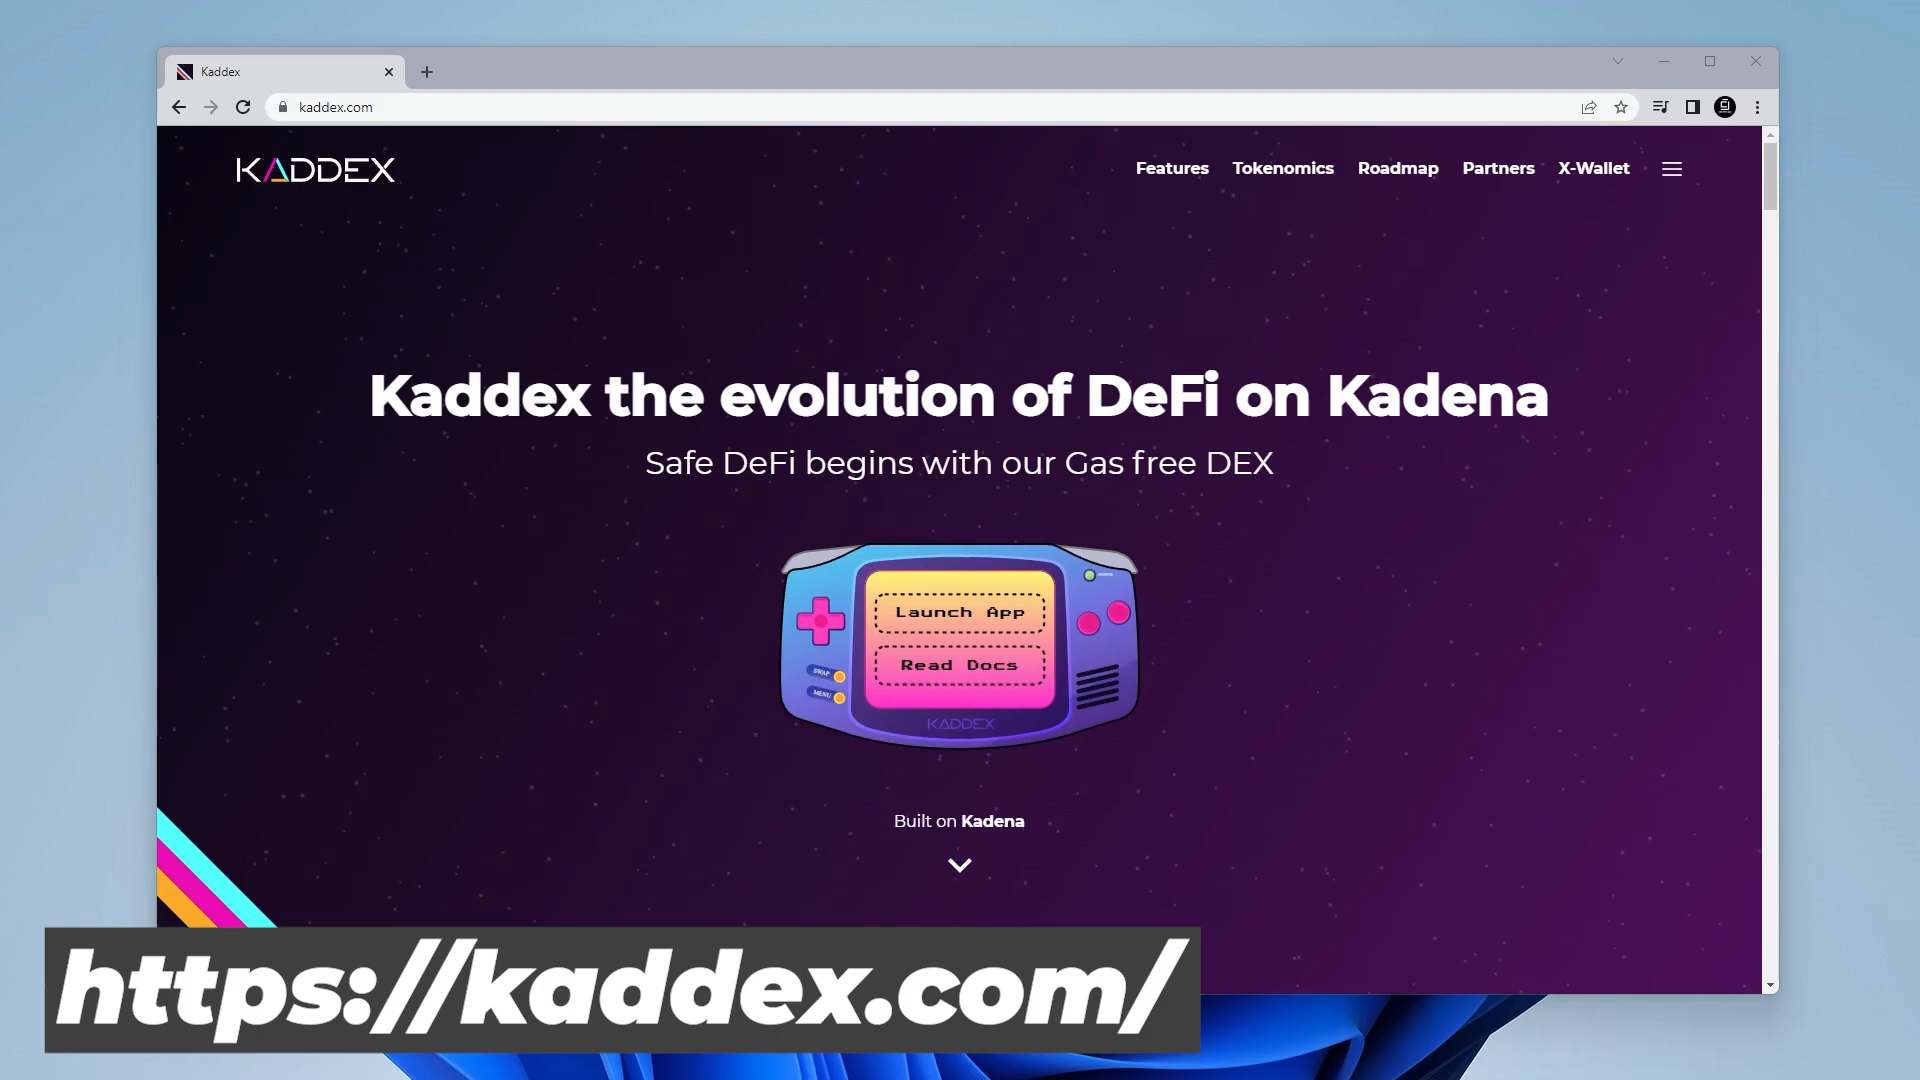 Kaddex
kaddex.com
KADDEX
Features Tokenomics Roadmap Partners X-Wallet
Kaddex the evolution of DeFi on Kadena
Safe DeFi begins with our Gas free DEX
Launch App
Read Docs
SWAP
MENU
KADDEX
Built on Kadena
https://kaddex.com/